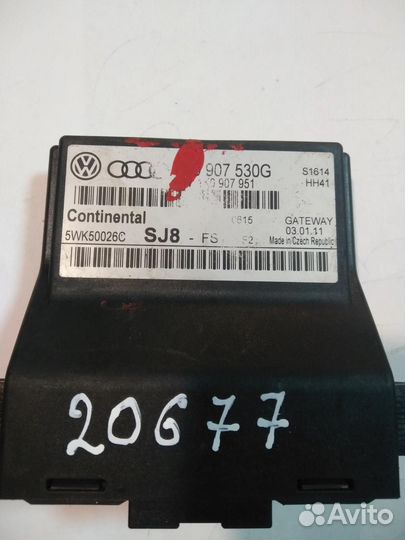 907 530G
907 951
S1614
HH41
Continental
5WK50026C
SJ8 - FS
0815
GATEWAY
03.01.11
Made in Czech Republic
20677
Avito